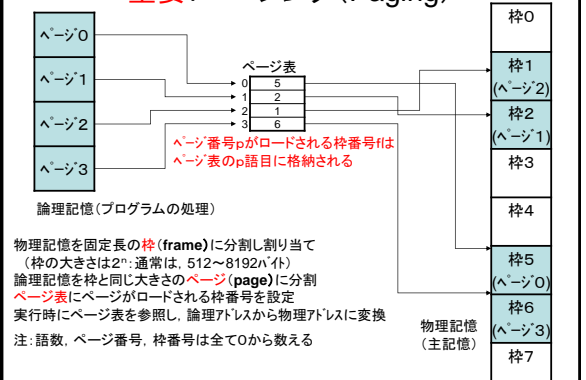 (Paging)
ページ0
ページ1
ページ2
ページ3
論理記憶(プログラムの処理)
ページ表
0 5
1 2
2 1
3 6
ページ番号pがロードされる枠番号fは
ページ表のp語目に格納される
枠0
枠1
(ページ2)
枠2
(ページ1)
枠3
枠4
枠5
(ページ0)
枠6
(ページ3)
枠7
物理記憶
(主記憶)
物理記憶を固定長の枠(frame)に分割し割り当て
(枠の大きさは2ⁿ:通常は,512~8192バイト)
論理記憶を枠と同じ大きさのページ(page)に分割
ページ表にページがロードされる枠番号を設定
実行時にページ表を参照し,論理アドレスから物理アドレスに変換
注:語数,ページ番号,枠番号は全て0から数える